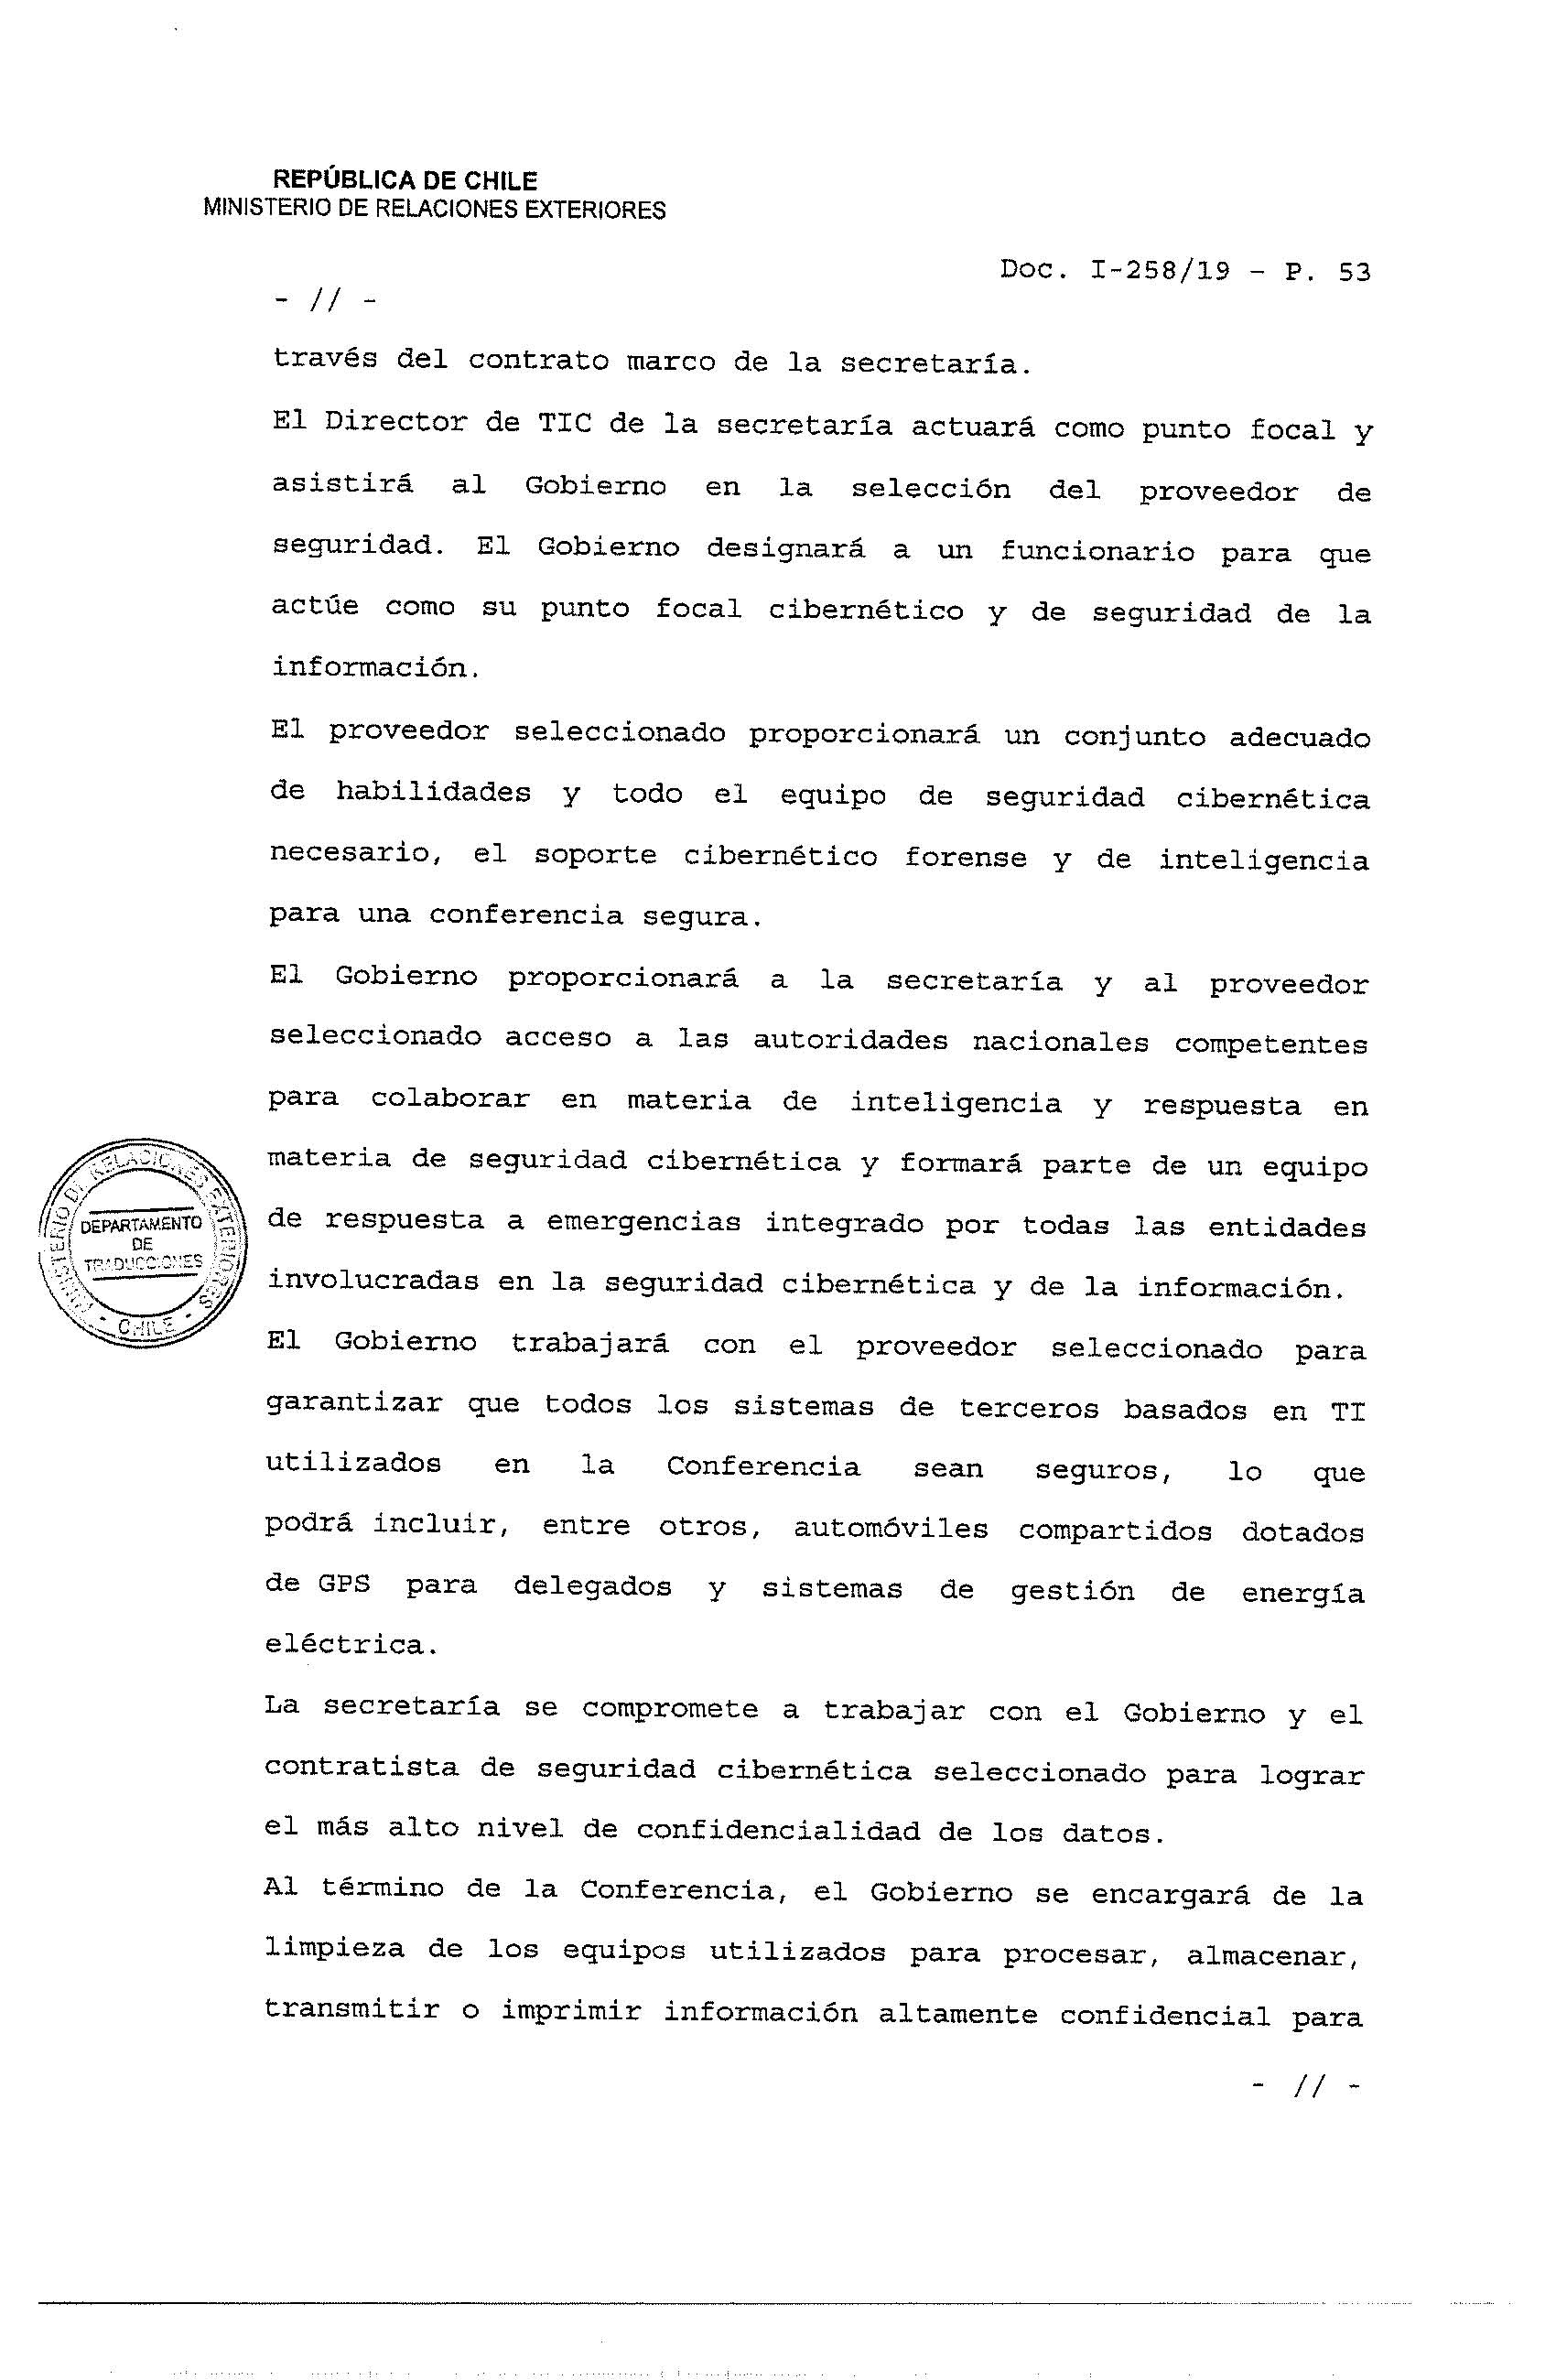 REPÚBLICA DE CHILE
MINISTERIO DE RELACIONES EXTERIORES
Doc. I-258/19 - P. 53
- // -
través del contrato marco de la secretaría.
El Director de TIC de la secretaría actuará como punto focal y
asistirá al Gobierno en la selección del proveedor de
seguridad. El Gobierno designará a un funcionario para que
actúe como su punto focal cibernético y de seguridad de la
información.
El proveedor seleccionado proporcionará un conjunto adecuado
de habilidades y todo el equipo de seguridad cibernética
necesario, el soporte cibernético forense y de inteligencia
para una conferencia segura.
El Gobierno proporcionará a la secretaría y al proveedor
seleccionado acceso a las autoridades nacionales competentes
para colaborar en materia de inteligencia y respuesta en
materia de seguridad cibernética y formará parte de un equipo
de respuesta a emergencias integrado por todas las entidades
involucradas en la seguridad cibernética y de la información.
El Gobierno trabajará con el proveedor seleccionado para
garantizar que todos los sistemas de terceros basados en TI
utilizados en la Conferencia sean seguros, lo que
podrá incluir, entre otros, automóviles compartidos dotados
de GPS para delegados y sistemas de gestión de energía
eléctrica.
La secretaría se compromete a trabajar con el Gobierno y el
contratista de seguridad cibernética seleccionado para lograr
el más alto nivel de confidencialidad de los datos.
Al término de la Conferencia, el Gobierno se encargará de la
limpieza de los equipos utilizados para procesar, almacenar,
transmitir o imprimir información altamente confidencial para
- // -
MINISTERIO DE RELACIONES EXTERIORES
DEPARTAMENTO
DE
TRADUCCIONES
- CHILE -